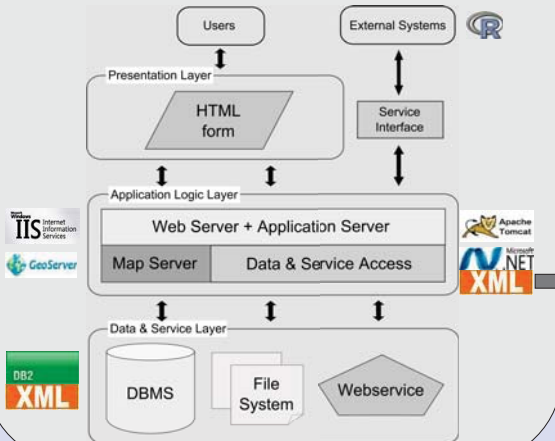 Users
External Systems
R
Presentation Layer
HTML
form
Service
Interface
Application Logic Layer
Windows
IIS Internet
Information
Services
Web Server + Application Server
Apache
Tomcat
GeoServer
Map Server
Data & Service Access
Microsoft
.NET
XML
Data & Service Layer
DB2
XML
DBMS
File
System
Webservice